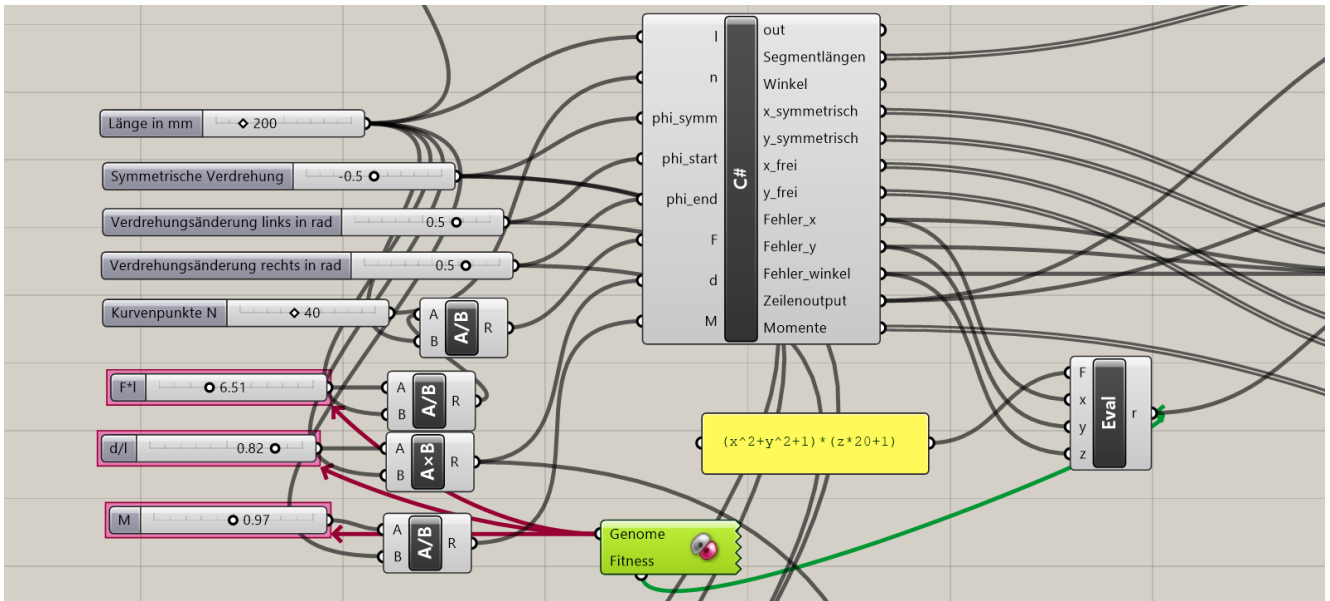 Länge in mm 200
Symmetrische Verdrehung -0.5
Verdrehungsänderung links in rad 0.5
Verdrehungsänderung rechts in rad 0.5
Kurvenpunkte N 40
A
B
A/B
R
F*l 6.51
A
B
A/B
R
d/l 0.82
A
B
A×B
R
M 0.97
A
B
A/B
R
l
n
phi_symm
phi_start
phi_end
F
d
M
C#
out
Segmentlängen
Winkel
x_symmetrisch
y_symmetrisch
x_frei
y_frei
Fehler_x
Fehler_y
Fehler_winkel
Zeilenoutput
Momente
(x^2+y^2+1)*(z*20+1)
F
x
y
z
Eval
r
Genome
Fitness